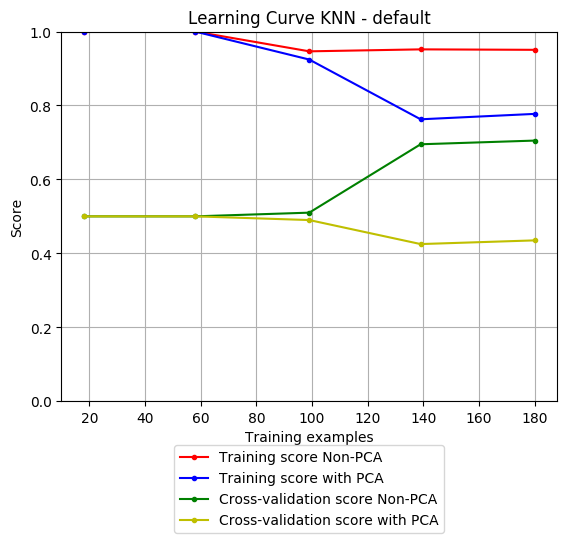 Learning Curve KNN - default
1.0
0.8
0.6
0.4
0.2
0.0
Score
20 40 60 80 100 120 140 160 180
Training examples
Training score Non-PCA
Training score with PCA
Cross-validation score Non-PCA
Cross-validation score with PCA